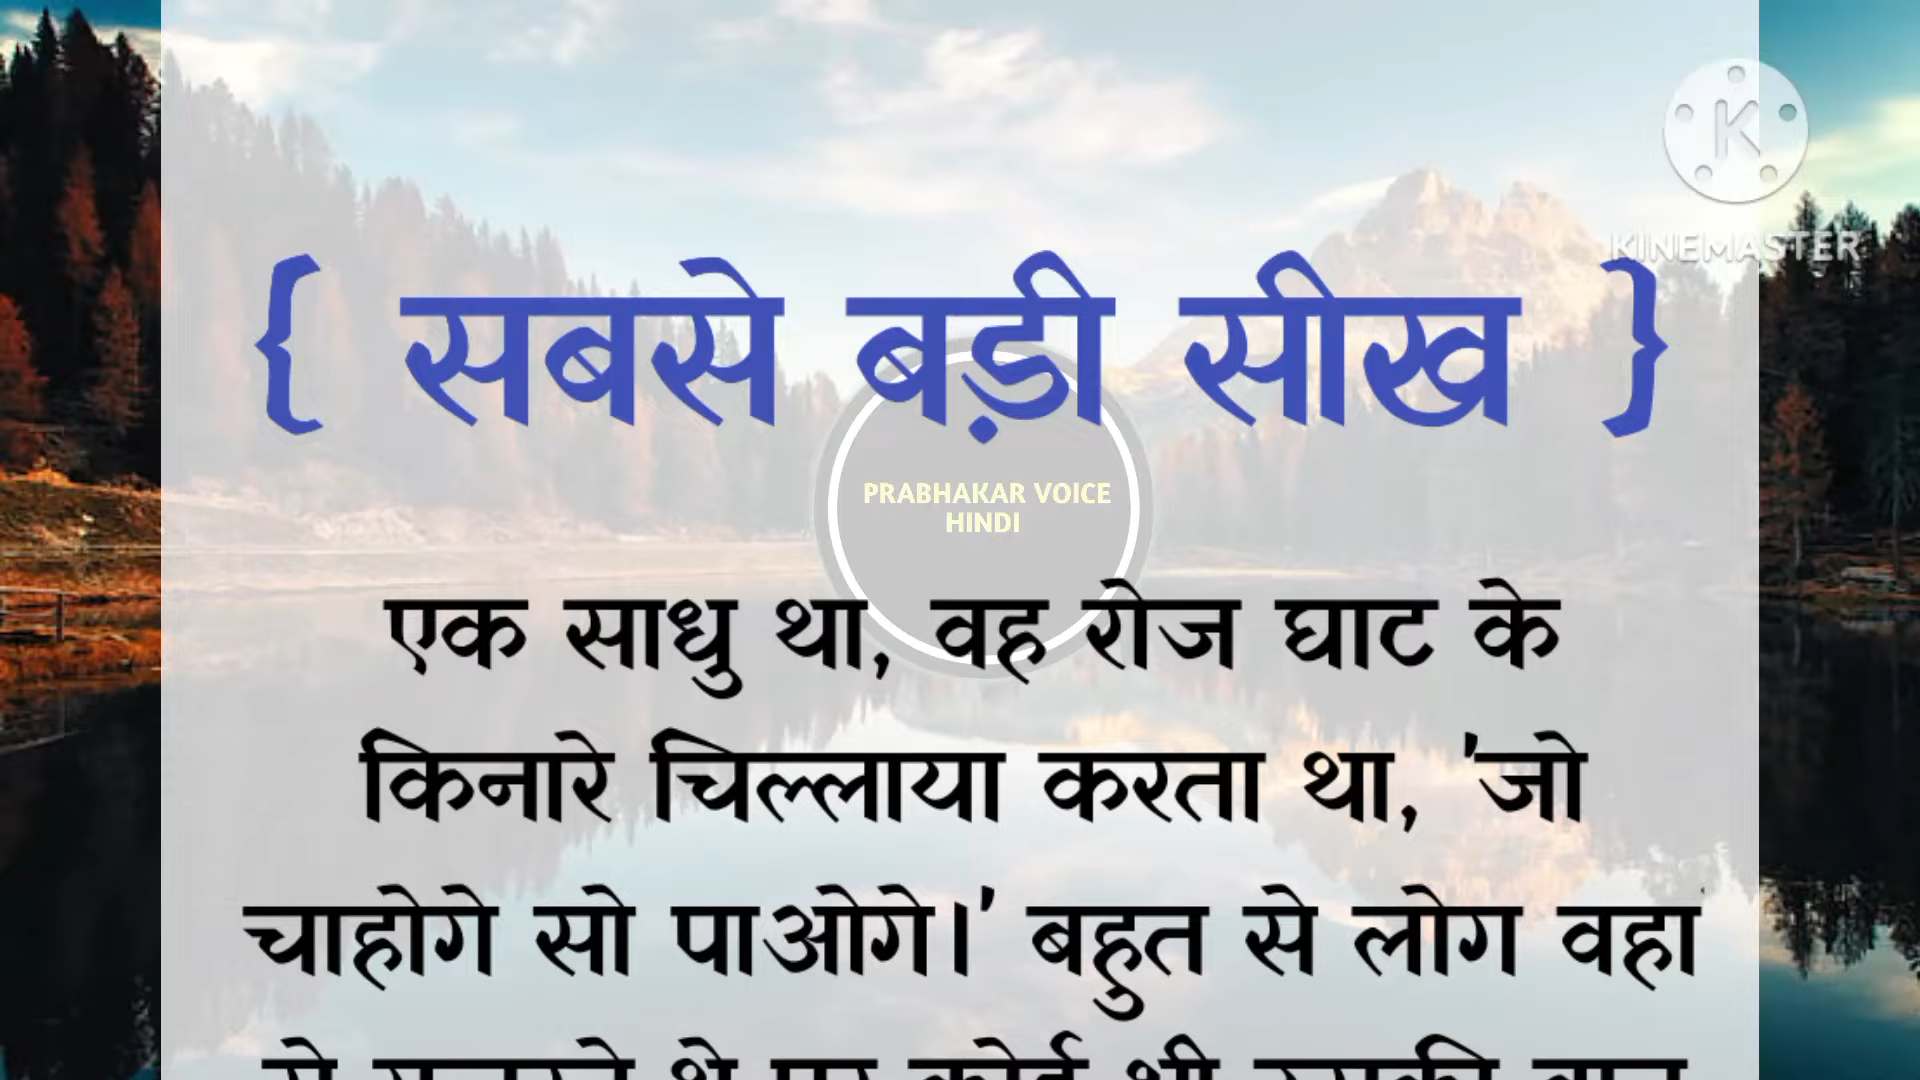 KINEMASTER
{ सबसे बड़ी सीख }
PRABHAKAR VOICE
HINDI
एक साधु था, वह रोज घाट के
किनारे चिल्लाया करता था, 'जो
चाहोगे सो पाओगे।' बहुत से लोग वहां